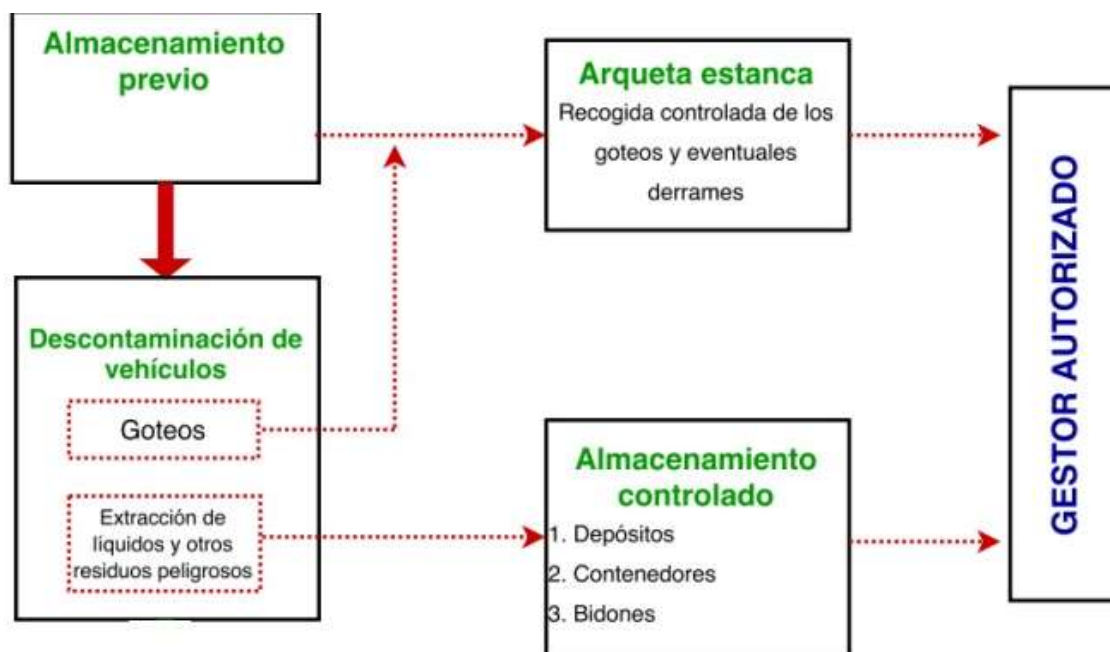 Almacenamiento
previo
Arqueta estanca
Recogida controlada de los
goteos y eventuales
derrames
Descontaminación de
vehículos
Goteos
Extracción de
líquidos y otros
residuos peligrosos
Almacenamiento
controlado
1. Depósitos
2. Contenedores
3. Bidones
GESTOR AUTORIZADO